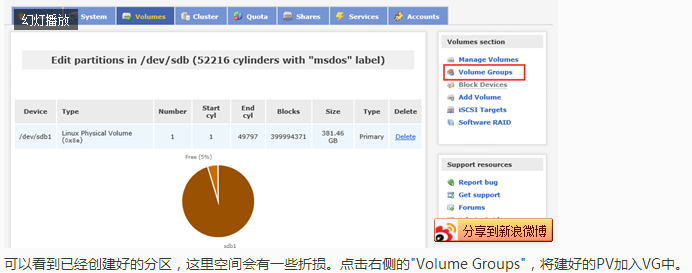 幻灯播放
System
Volumes
Cluster
Quota
Shares
Services
Accounts
Edit partitions in /dev/sdb (52216 cylinders with "msdos" label)
Device Type Number Start cyl End cyl Blocks Size Type Delete
/dev/sdb1 Linux Physical Volume (0x8e) 1 1 49797 399994371 381.46 GB Primary Delete
Free (5%)
sdb1
Volumes section
Manage Volumes
Volume Groups
Block Devices
Add Volume
iSCSI Targets
Software RAID
Support resources
Report bug
Get support
Forums
分享到新浪微博
可以看到已经创建好的分区，这里空间会有一些折损。点击右侧的"Volume Groups"，将建好的PV加入VG中。